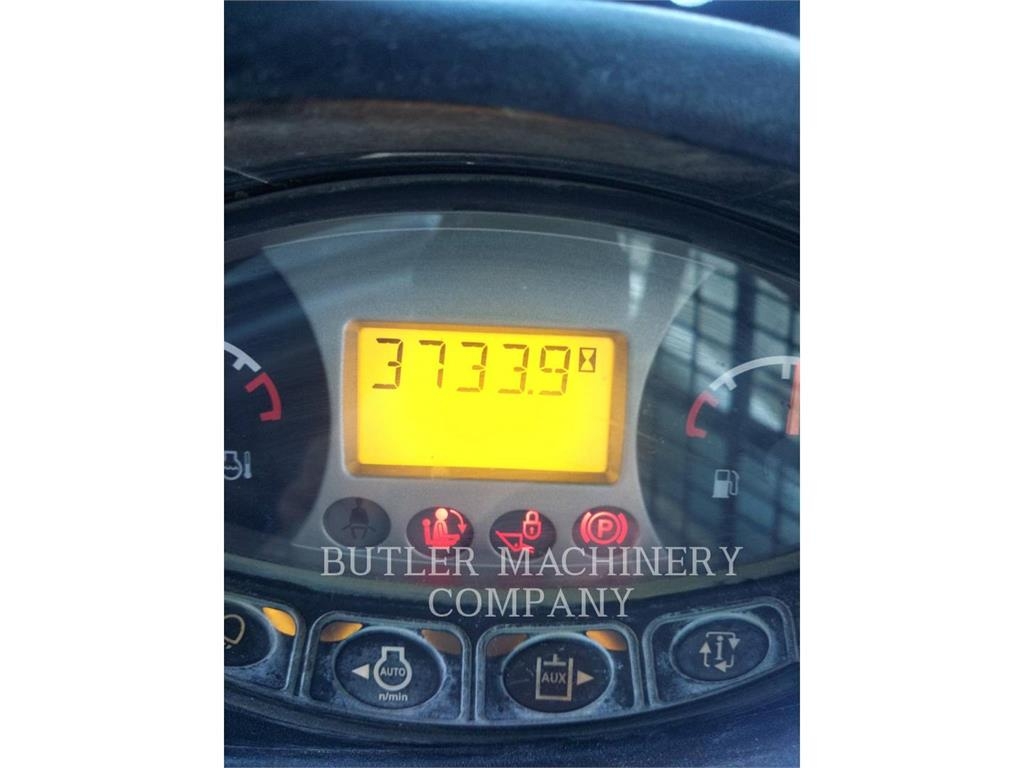 3733.9
P
BUTLER MACHINERY
COMPANY
AUTO
n/min
AUX
i